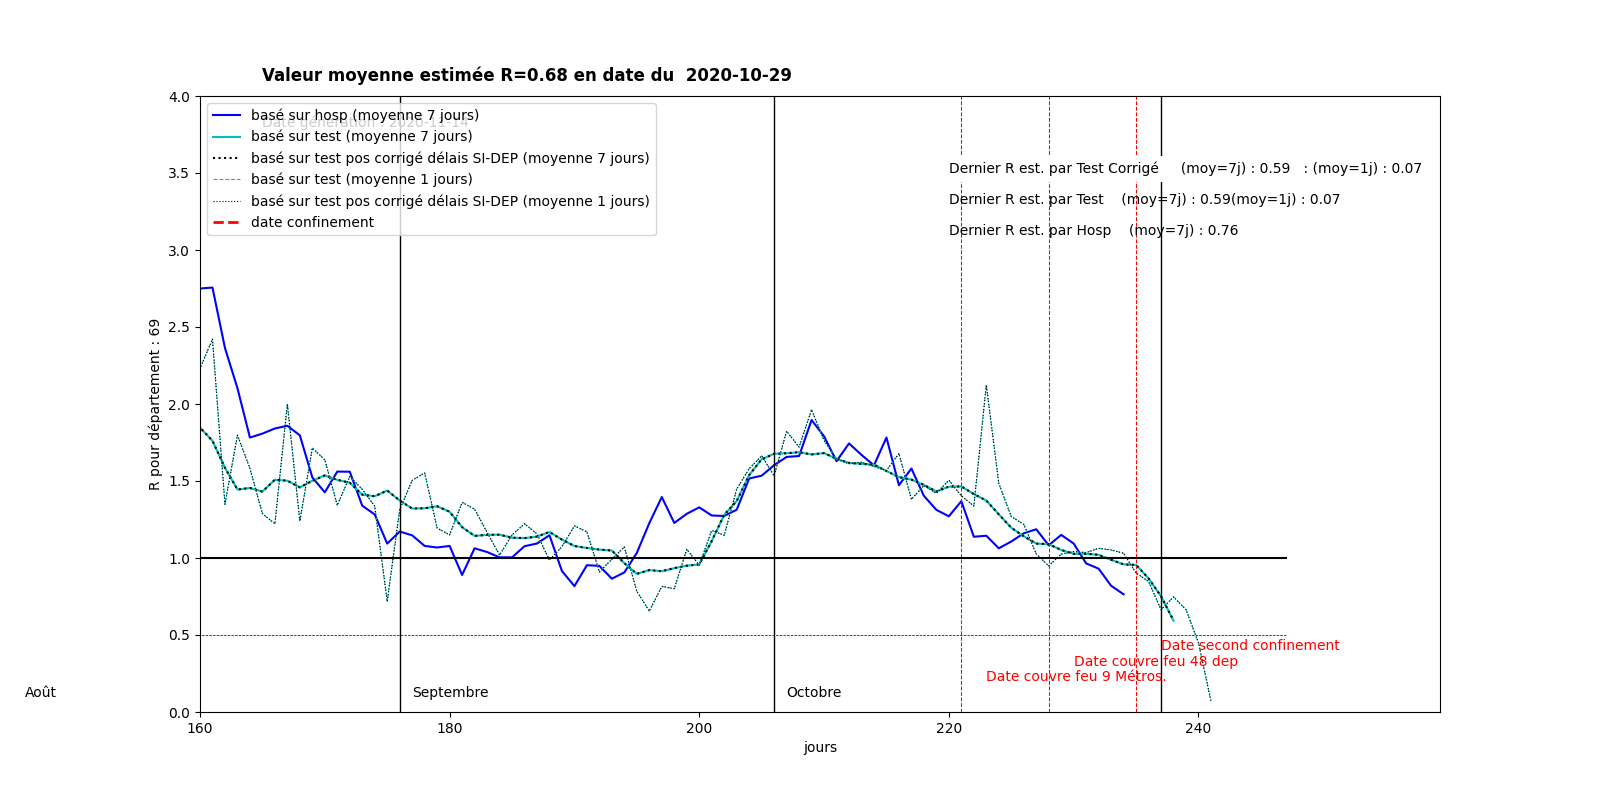 Valeur moyenne estimée R=0.68 en date du  2020-10-29
4.0
3.5
3.0
2.5
2.0
1.5
1.0
0.5
0.0
R pour département : 69
basé sur hosp (moyenne 7 jours)
Date génération : 2020-11-14
basé sur test (moyenne 7 jours)
basé sur test pos corrigé délais SI-DEP (moyenne 7 jours)
basé sur test (moyenne 1 jours)
basé sur test pos corrigé délais SI-DEP (moyenne 1 jours)
date confinement
Dernier R est. par Test Corrigé (moy=7j) : 0.59 : (moy=1j) : 0.07
Dernier R est. par Test (moy=7j) : 0.59(moy=1j) : 0.07
Dernier R est. par Hosp (moy=7j) : 0.76
Date second confinement
Date couvre feu 48 dep
Date couvre feu 9 Métros.
Août
Septembre
Octobre
160 180 200 220 240
jours